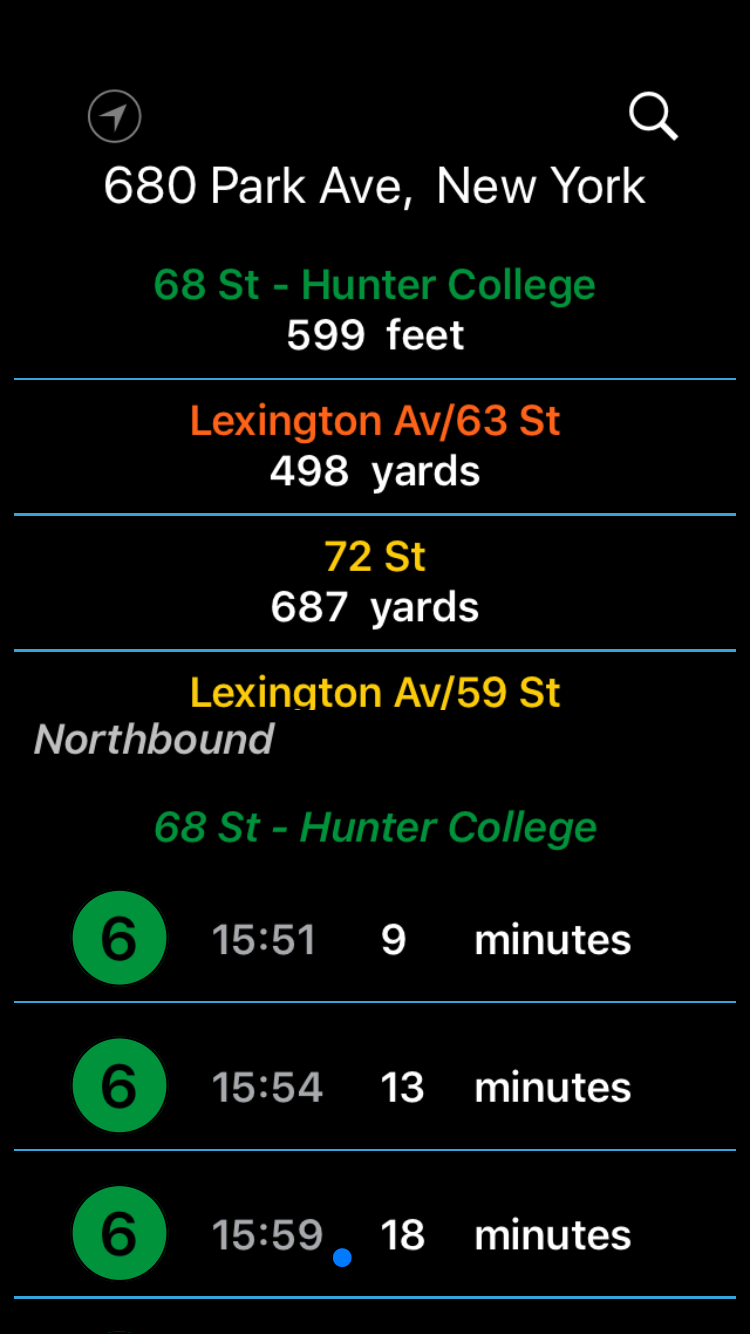 680 Park Ave, New York
68 St - Hunter College
599 feet
Lexington Av/63 St
498 yards
72 St
687 yards
Lexington Av/59 St
Northbound
68 St - Hunter College
6 15:51 9 minutes
6 15:54 13 minutes
6 15:59 18 minutes